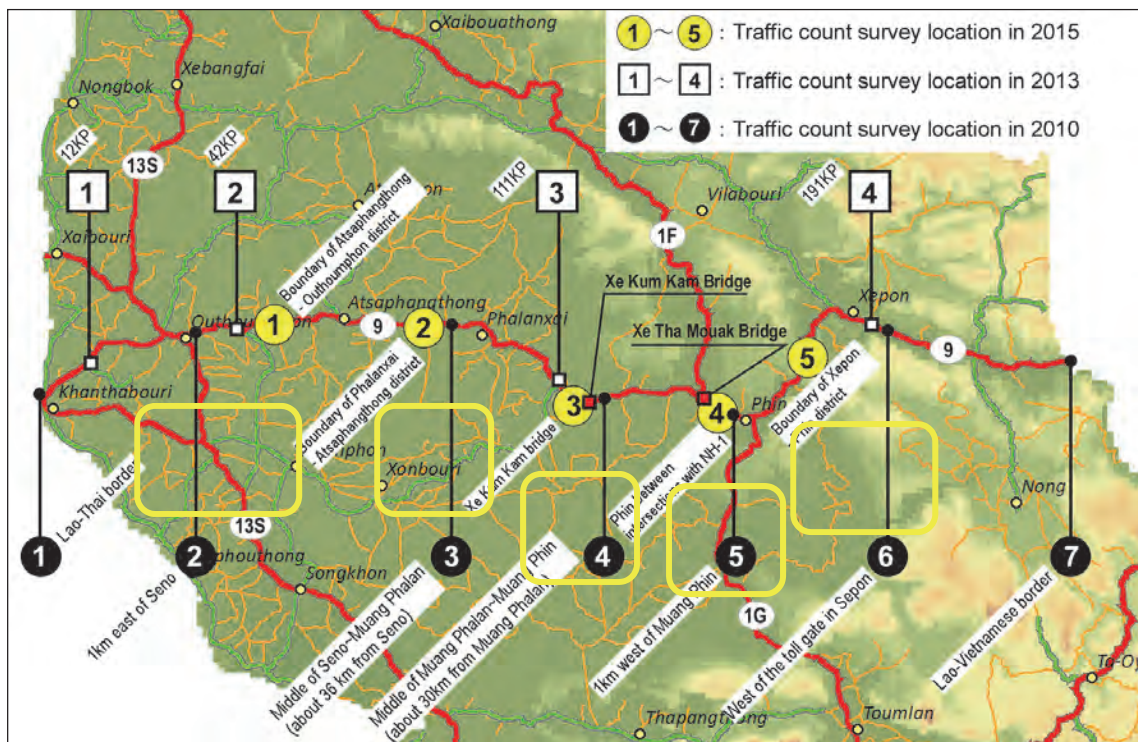 1 ~ 5 : Traffic count survey location in 2015
1 ~ 4 : Traffic count survey location in 2013
1 ~ 7 : Traffic count survey location in 2010
Xaibouathong
Xebangfai
Nongbok
12KP
42KP
111KP
191KP
13S
1
2
3
4
Vilabouri
1F
Xaibouri
Boundary of Atsaphangthong
- Outhoumphon district
Xe Kum Kam Bridge
Xe Tha Mouak Bridge
Xepon
1
Atsaphangthong
9
2
Phalanxai
5
9
Khanthabouri
3
4
Phin
Boundary of Phalanxai
Atsaphangthong district
Xonbouri
Xe Kum Kam bridge
Phin between
intersections with NH-1
Boundary of Xepon
district
Nong
Lao-Thai border
13S
1
2
3
4
5
6
7
Songkhon
1km east of Seno
Middle of Seno~Muang Phalan
(about 36 km from Seno)
Middle of Muang Phalan~Muang Phin
(about 30km from Muang Phalan)
1km west of Muang Phin
1G
West of the toll gate in Sepon
Lao-Vietnamese border
Toumlan